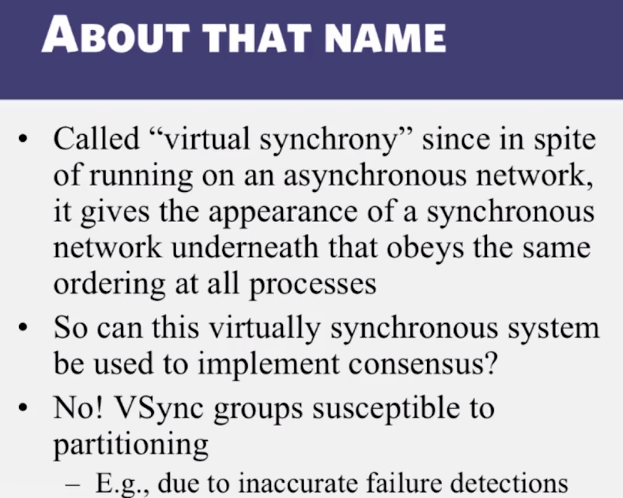 ABOUT THAT NAME
• Called “virtual synchrony” since in spite
of running on an asynchronous network,
it gives the appearance of a synchronous
network underneath that obeys the same
ordering at all processes
• So can this virtually synchronous system
be used to implement consensus?
• No! VSync groups susceptible to
partitioning
– E.g., due to inaccurate failure detections